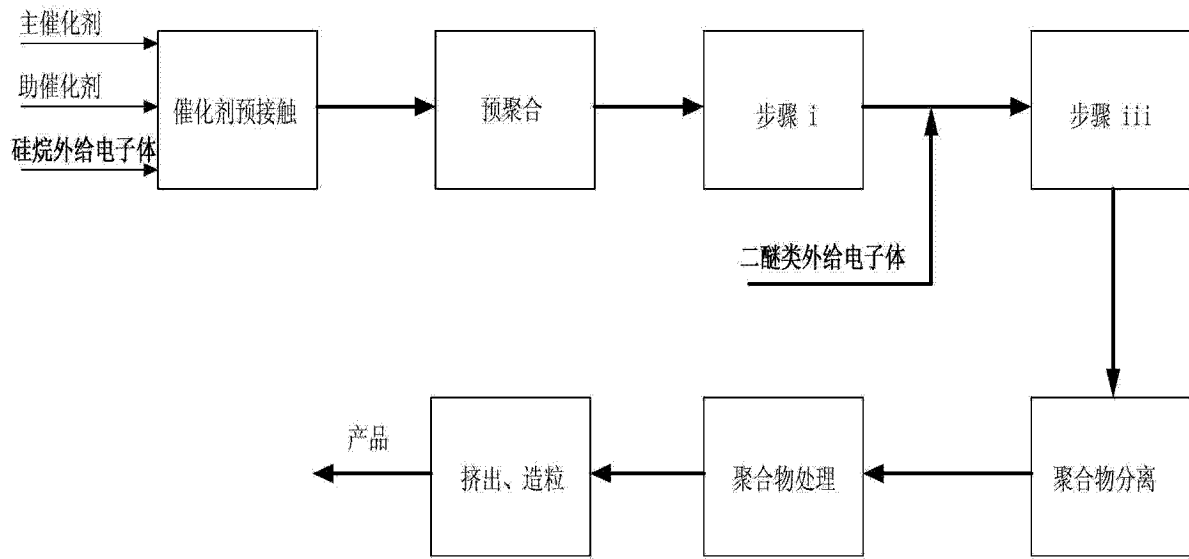 主催化剂
助催化剂
硅烷外给电子体
催化剂预接触
预聚合
步骤 i
步骤 iii
二醚类外给电子体
产品
挤出、造粒
聚合物处理
聚合物分离